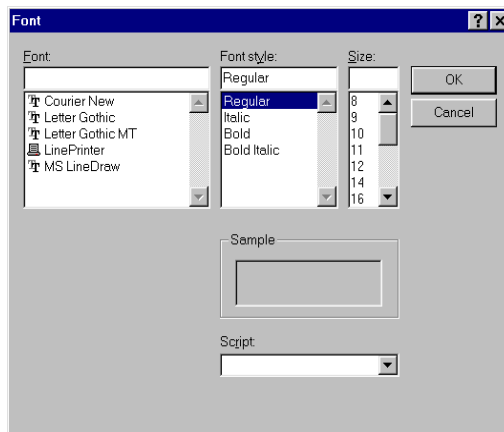 Font
Font:
Font style:
Size:
Regular
OK
Cancel
Courier New
Letter Gothic
Letter Gothic MT
LinePrinter
MS LineDraw
Regular
Italic
Bold
Bold Italic
8
9
10
11
12
14
16
Sample
Script: